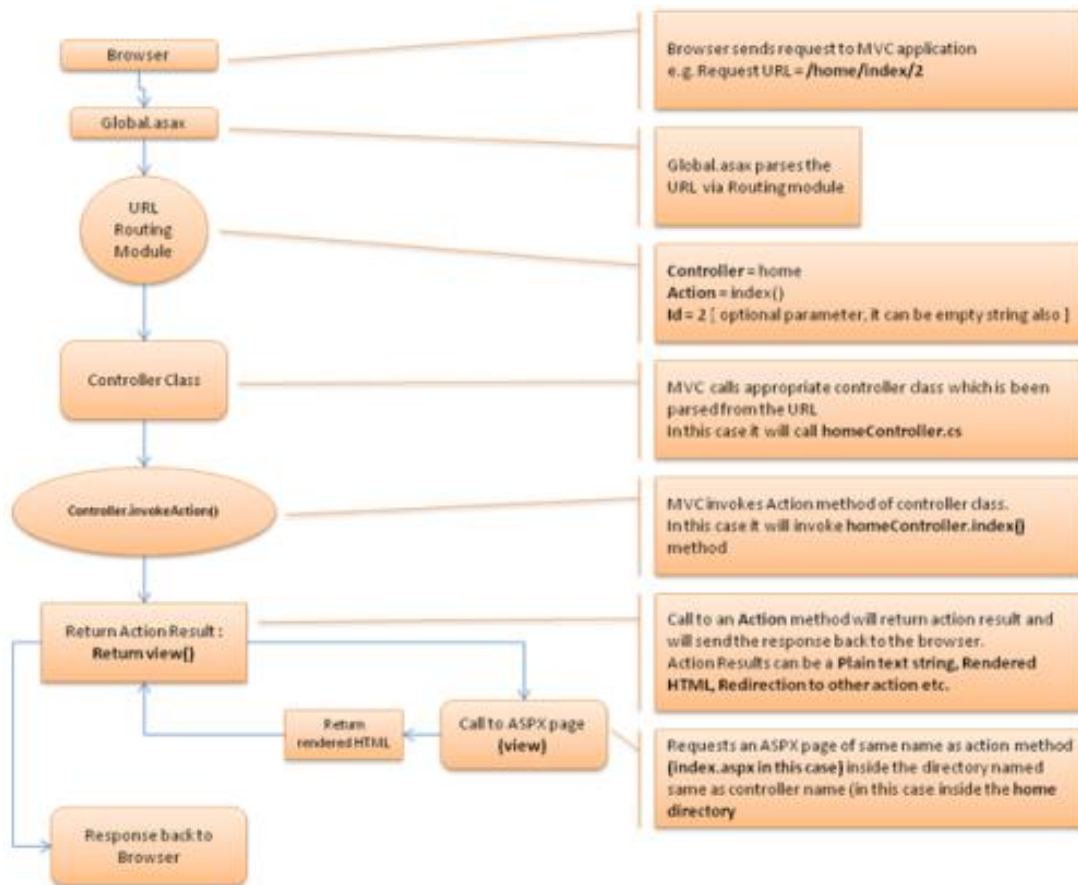 Browser
Browser sends request to MVC application
e.g. Request URL = /home/index/2
Global.asax
Global.asax parses the
URL via Routing module
URL
Routing
Module
Controller = home
Action = index()
Id = 2 [ optional parameter, it can be empty string also ]
Controller Class
MVC calls appropriate controller class which is been
parsed from the URL
In this case it will call homeController.cs
Controller.invokeAction()
MVC invokes Action method of controller class.
In this case it will invoke homeController.index()
method
Return Action Result :
Return view()
Call to an Action method will return action result and
will send the response back to the browser.
Action Results can be a Plain text string, Rendered
HTML, Redirection to other action etc.
Return
rendered HTML
Call to ASPX page
(view)
Requests an ASPX page of same name as action method
(index.aspx in this case) inside the directory named
same as controller name (in this case inside the home
directory
Response back to
Browser